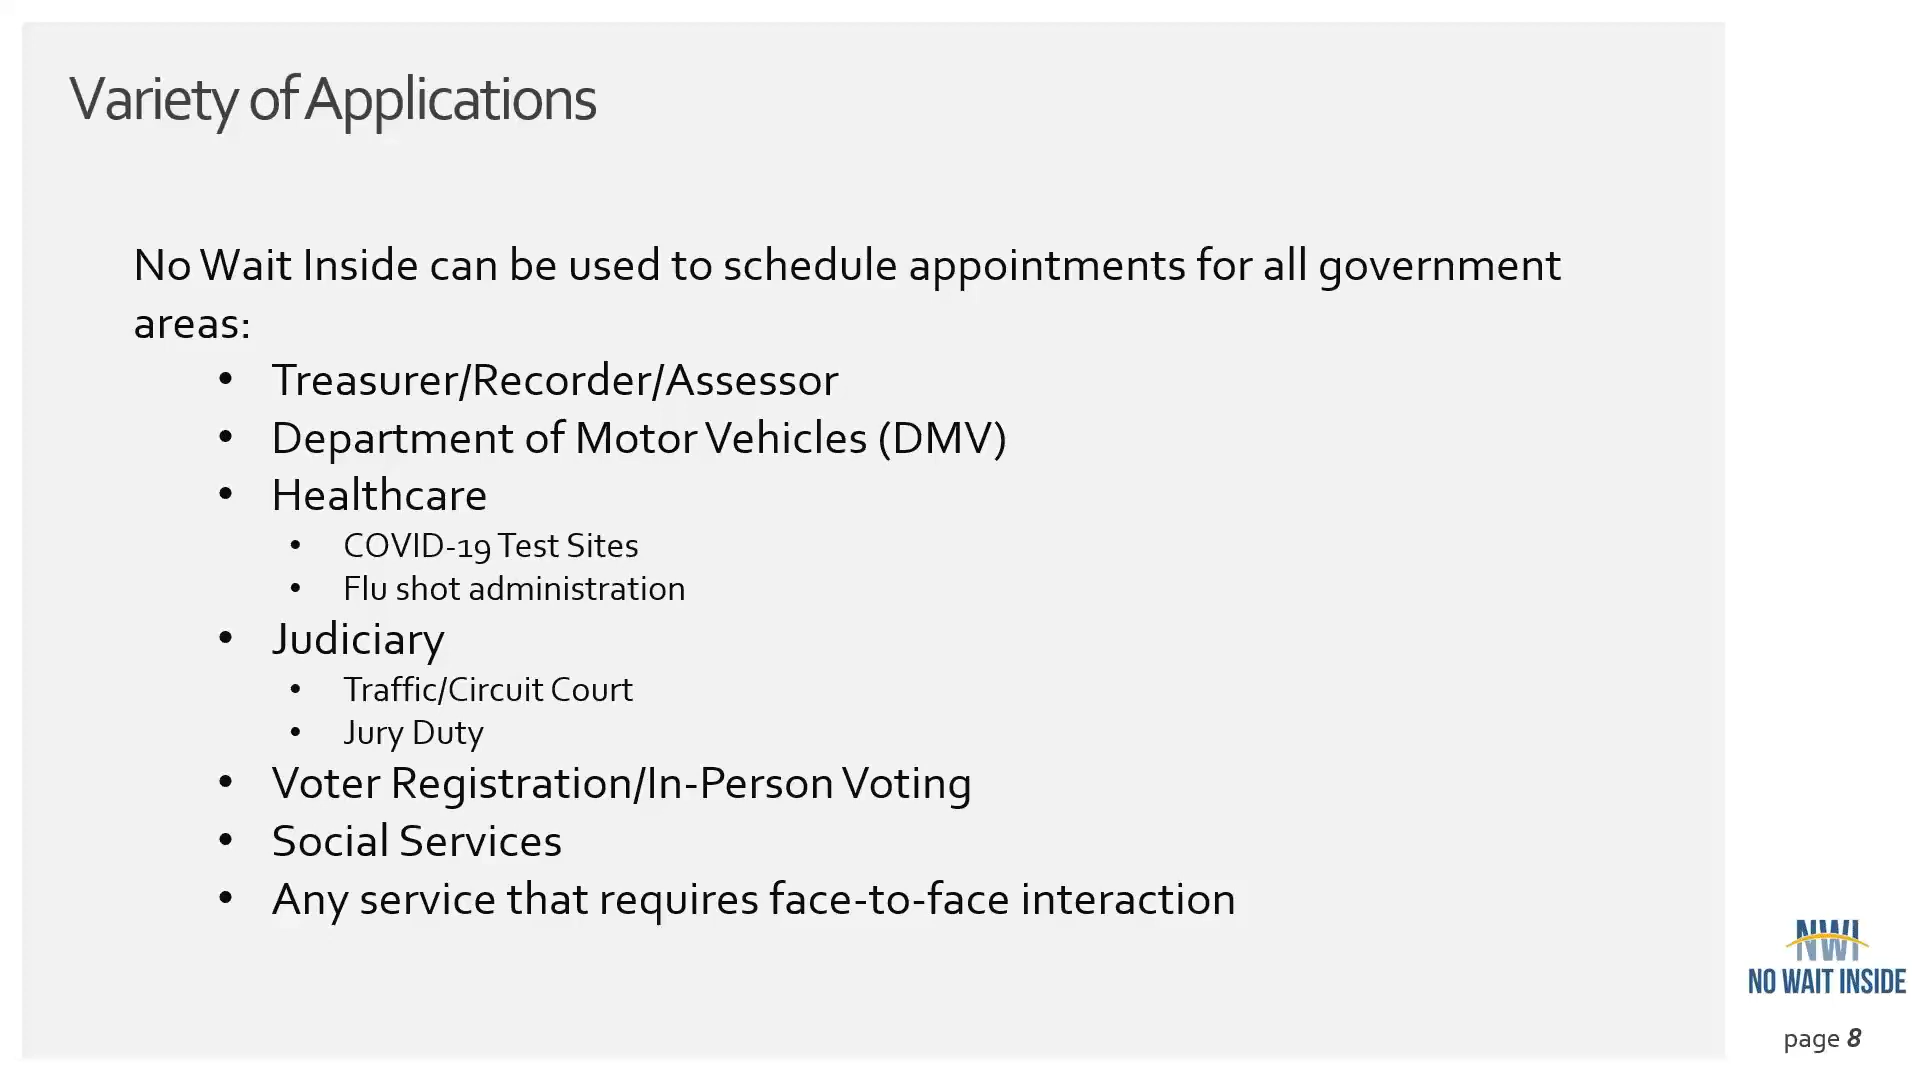 Variety of Applications
No Wait Inside can be used to schedule appointments for all government
areas:
• Treasurer/Recorder/Assessor
• Department of Motor Vehicles (DMV)
• Healthcare
• COVID-19 Test Sites
• Flu shot administration
• Judiciary
• Traffic/Circuit Court
• Jury Duty
• Voter Registration/In-Person Voting
• Social Services
• Any service that requires face-to-face interaction
NWI
NO WAIT INSIDE
page 8